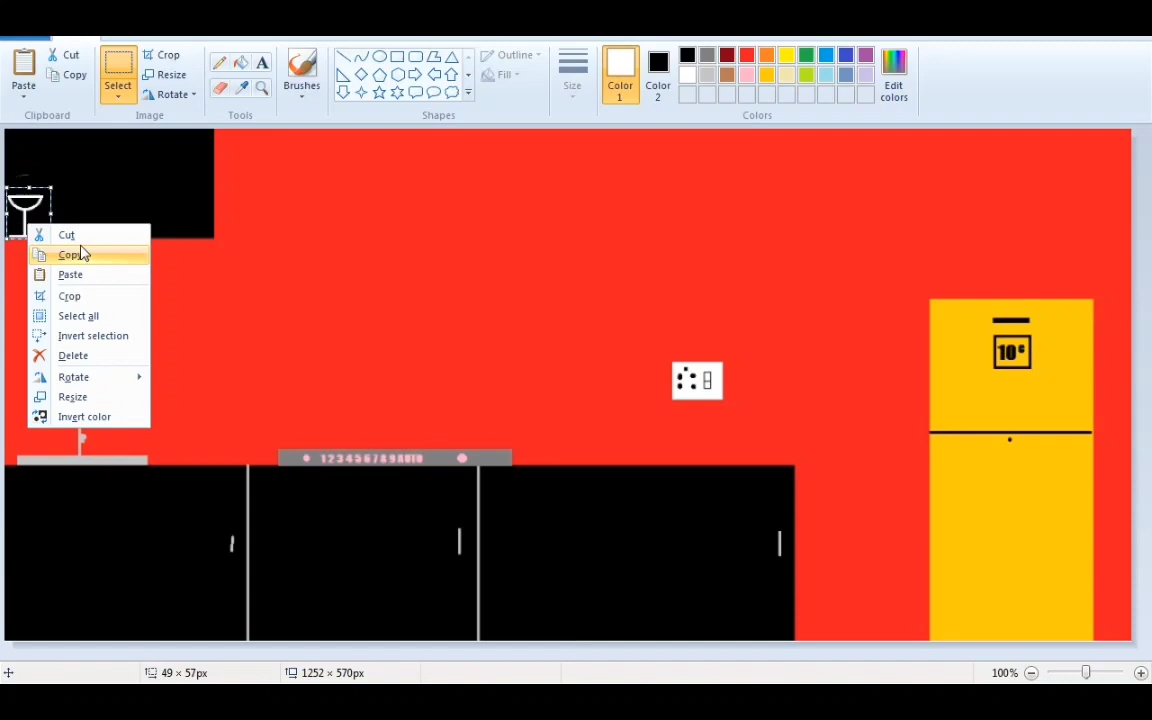 Cut
Crop
Copy
Resize
Paste
Select
Rotate
Brushes
Outline
Fill
Size
Color 1
Color 2
Edit colors
Clipboard
Image
Tools
Shapes
Colors
A
Cut
Copy
Paste
Crop
Select all
Invert selection
Delete
Rotate
Resize
Invert color
10°
49 × 57px
1252 × 570px
100%